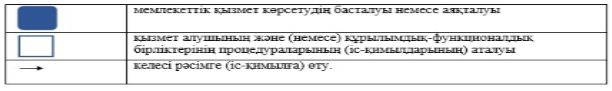 мемлекеттік қызмет көрсетудің басталуы немесе аяқталуы
қызмет алушының және (немесе) құрылымдық-функционалдық
бірліктерінің процедураларының (іс-қимылдарының) аталуы
келесі рәсімге (іс-қимылға) өту.